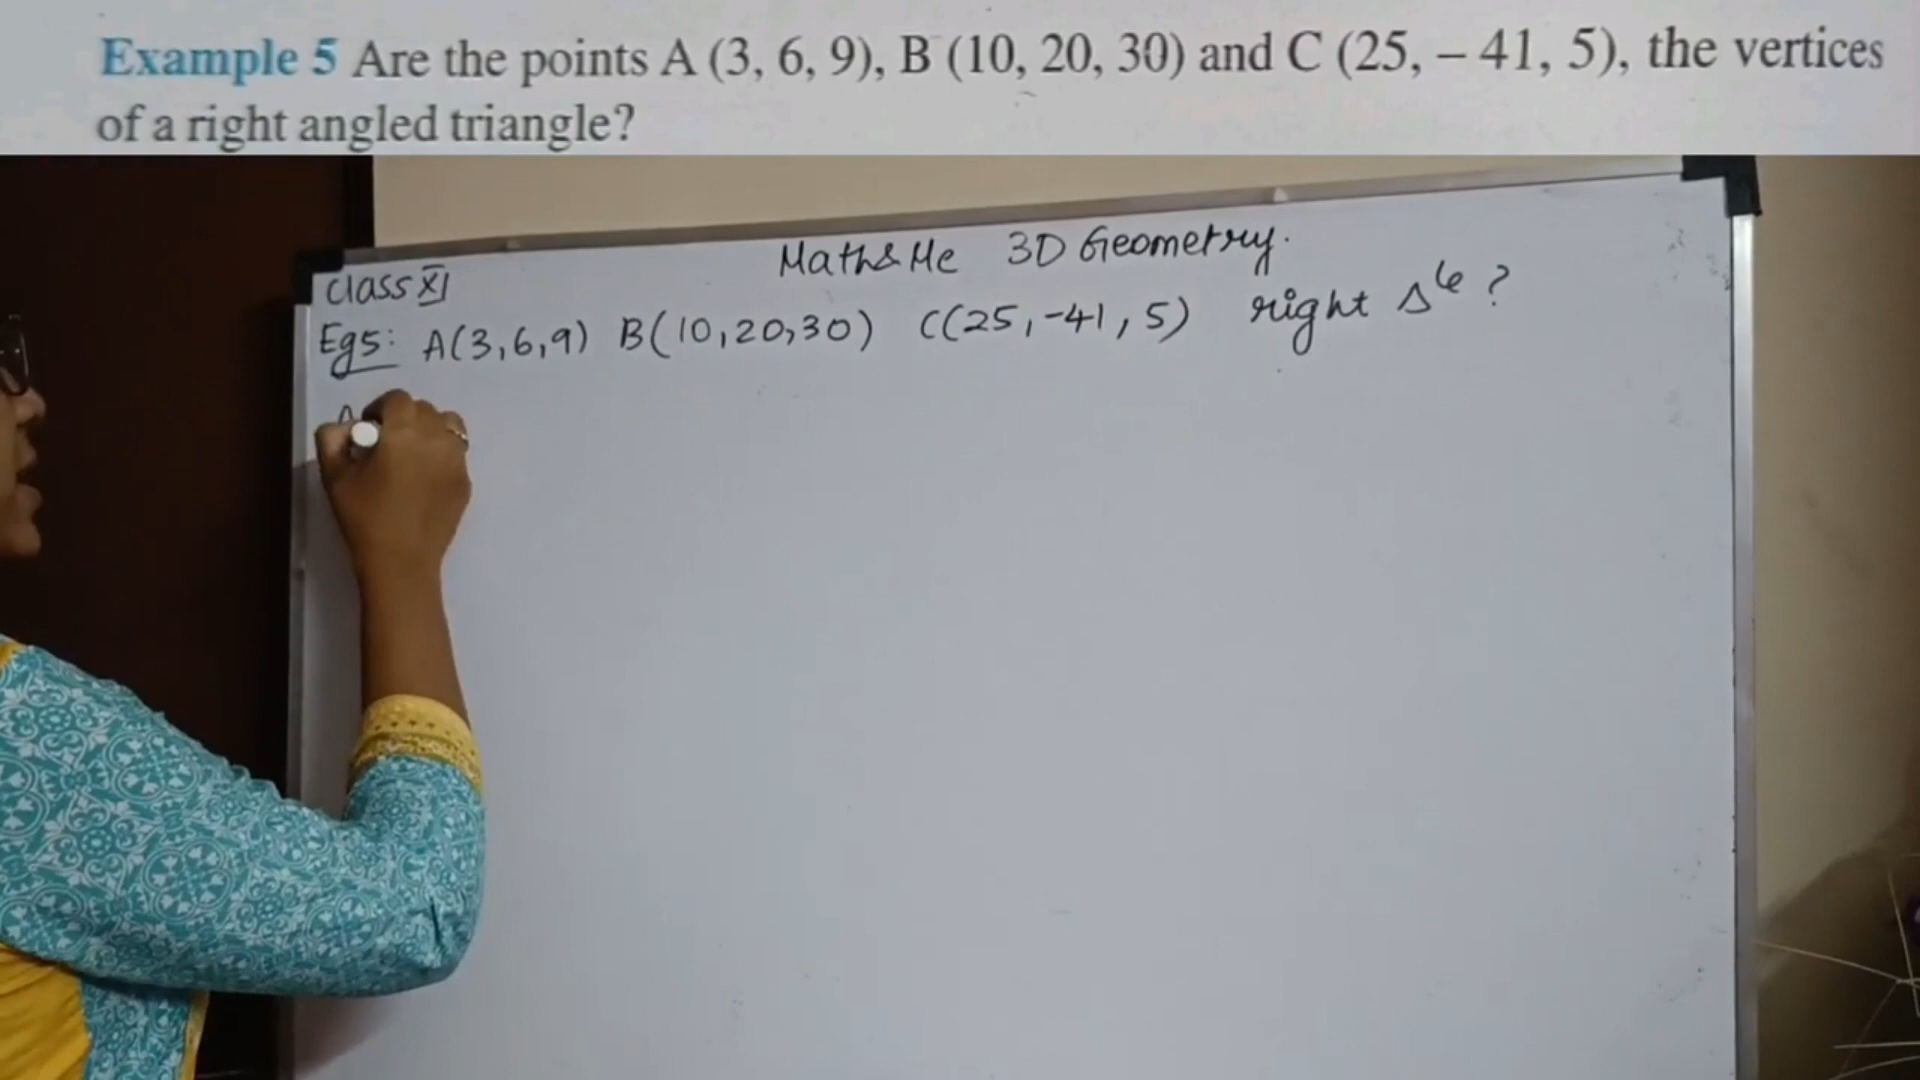 Example 5 Are the points A (3, 6, 9), B (10, 20, 30) and C (25, – 41, 5), the vertices
of a right angled triangle?
Maths Me 3D Geometry.
Class XI
Eg5: A(3,6,9) B(10,20,30) C(25,-41,5) right Δle ?
A